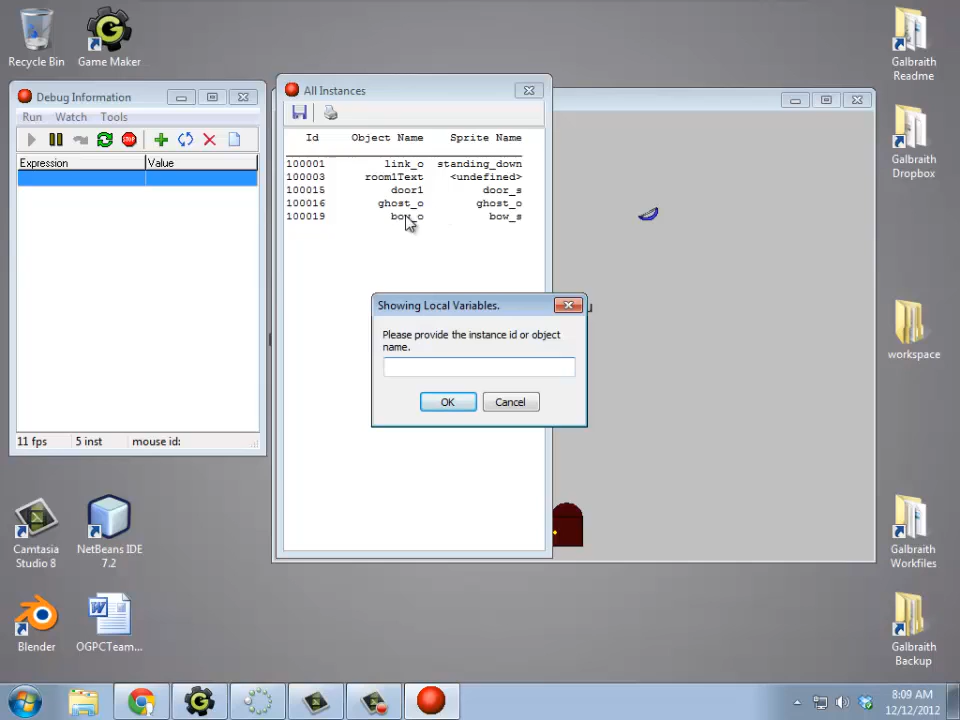 Recycle Bin
Game Maker
Galbraith
Readme
Galbraith
Dropbox
workspace
Galbraith
Workfiles
Galbraith
Backup
Debug Information
Run Watch Tools
Expression Value
11 fps 5 inst mouse id:
All Instances
Id Object Name Sprite Name
100001 link_o standing_down
100003 room1Text <undefined>
100015 door1 door_s
100016 ghost_o ghost_o
100019 bow_o bow_s
Showing Local Variables.
Please provide the instance id or object
name.
OK Cancel
Camtasia
Studio 8
NetBeans IDE
7.2
Blender
OGPCTeam...
8:09 AM
12/12/2012